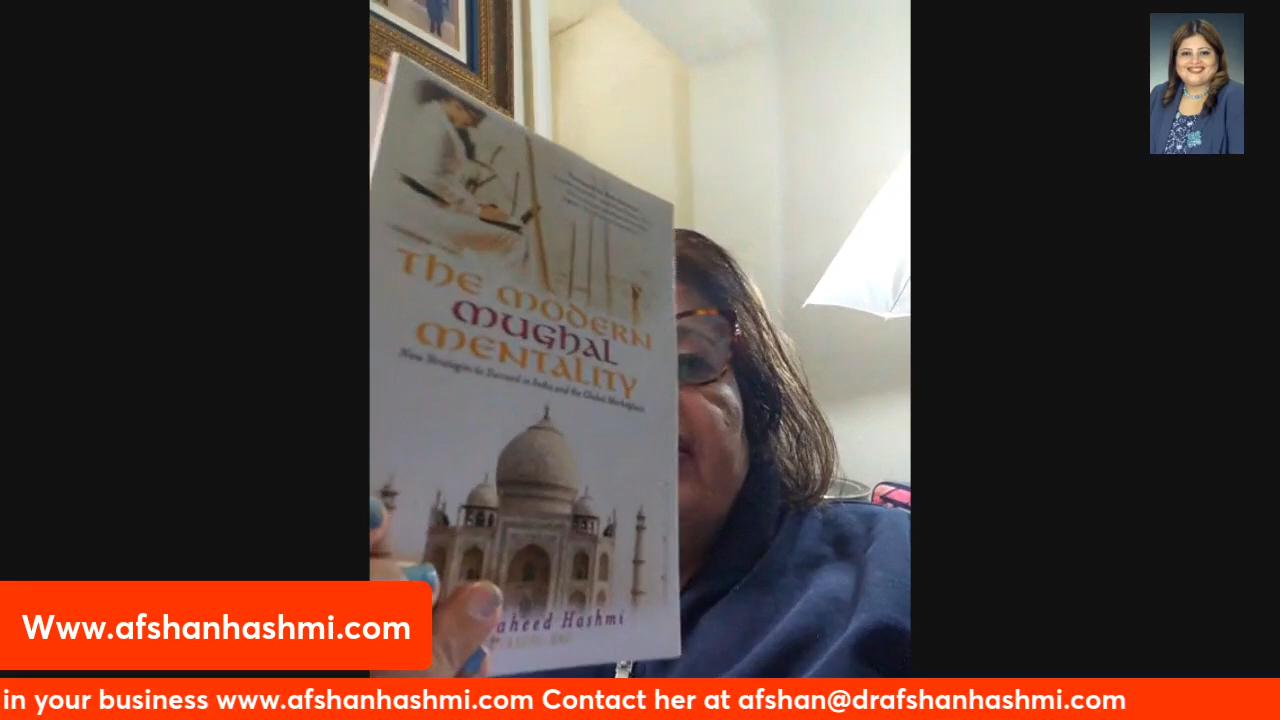 THE MODERN
MUGHAL
MENTALITY
New Strategies to Succeed in India and the Global Marketplace
aheed Hashmi
Www.afshanhashmi.com
in your business www.afshanhashmi.com Contact her at afshan@drafshanhashmi.com